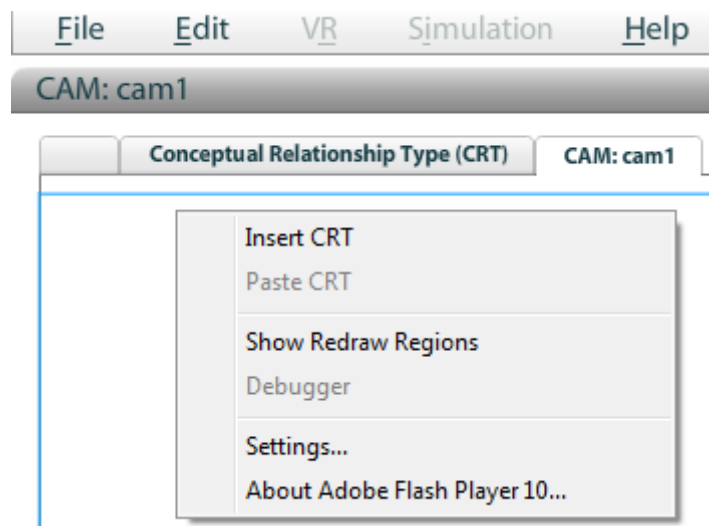 File Edit VR Simulation Help
CAM: cam1
Conceptual Relationship Type (CRT) CAM: cam1
Insert CRT
Paste CRT
Show Redraw Regions
Debugger
Settings...
About Adobe Flash Player 10...